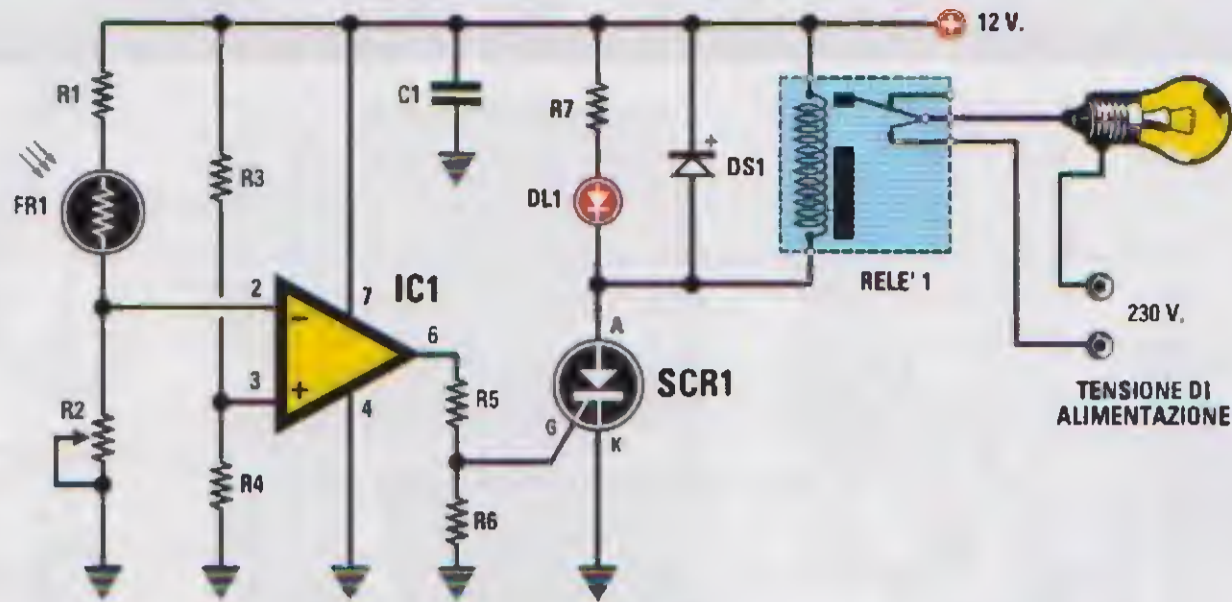 12 V.
R1
C1
R7
DS1
R3
FR1
DL1
RELE' 1
2
7
IC1
6
230 V.
A
SCR1
3
R5
TENSIONE DI
ALIMENTAZIONE
R2
4
G
K
R4
R6